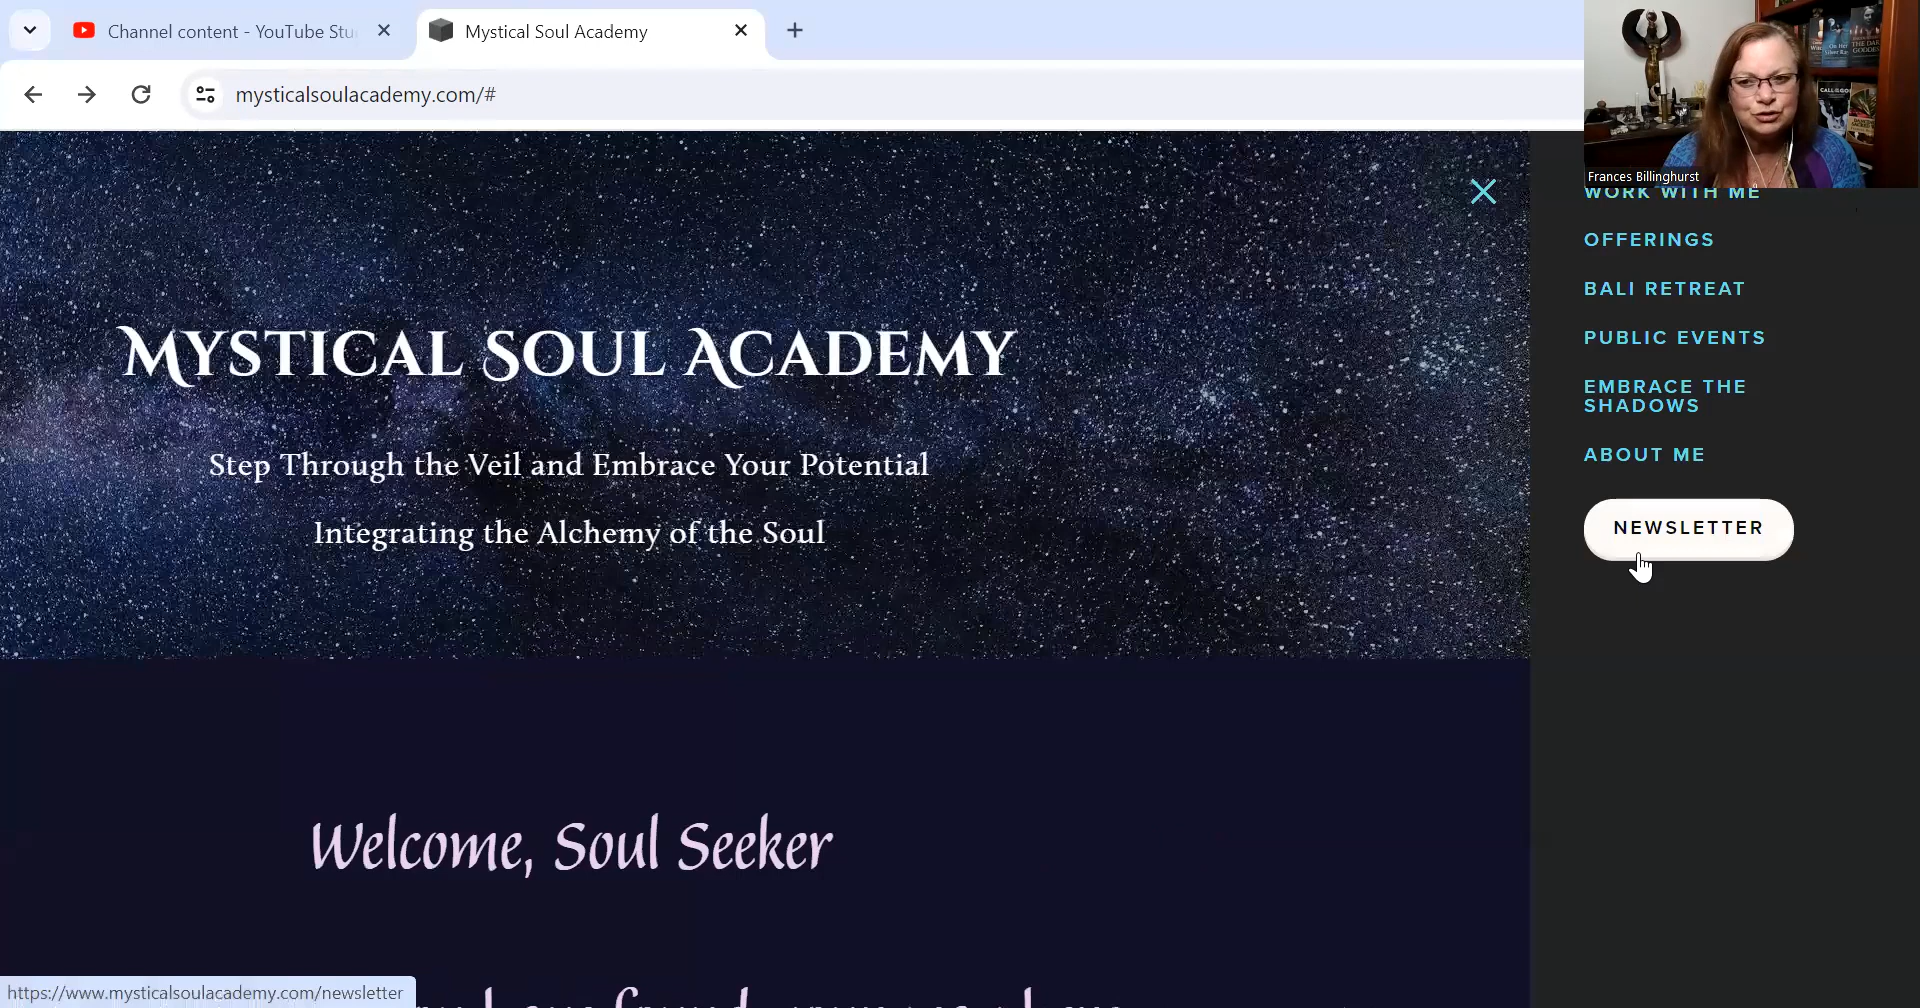 Channel content - YouTube Stu
Mystical Soul Academy
mysticalsoulacademy.com/#
Frances Billinghurst
WORK WITH ME
OFFERINGS
BALI RETREAT
PUBLIC EVENTS
EMBRACE THE
SHADOWS
ABOUT ME
NEWSLETTER
Mystical Soul Academy
Step Through the Veil and Embrace Your Potential
Integrating the Alchemy of the Soul
Welcome, Soul Seeker
https://www.mysticalsoulacademy.com/newsletter